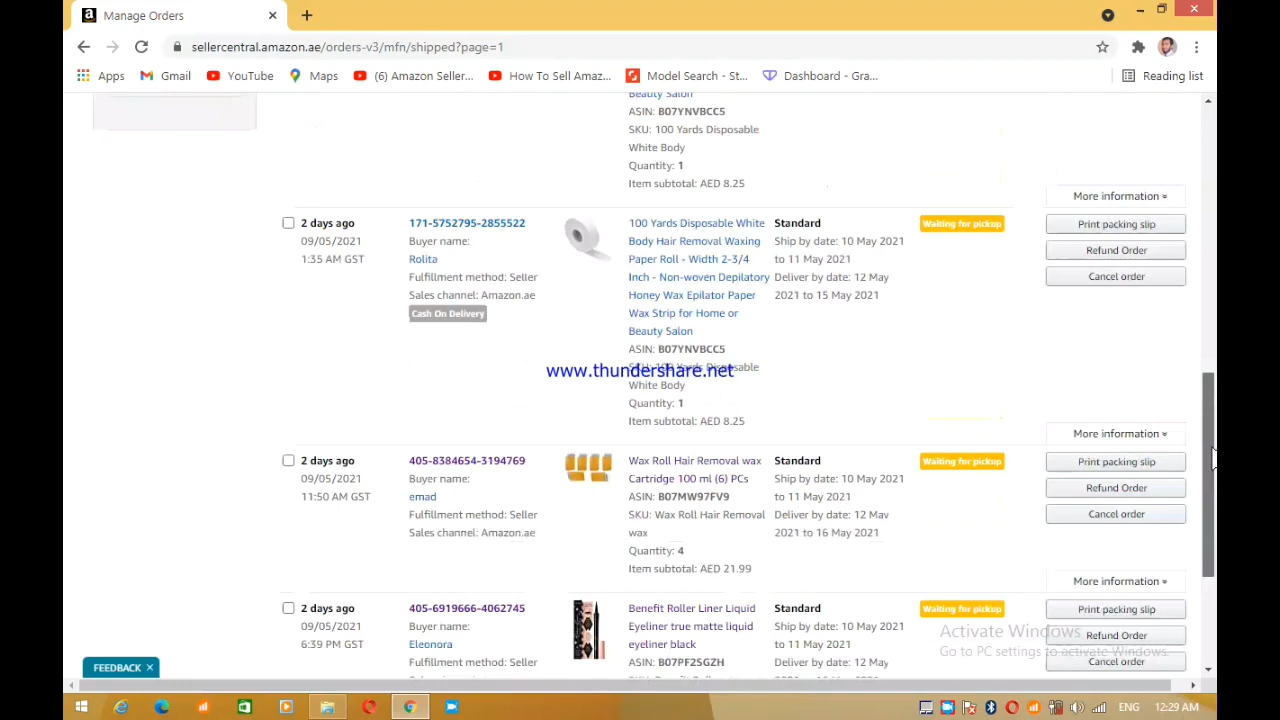 Manage Orders
sellercentral.amazon.ae/orders-v3/mfn/shipped?page=1
Apps Gmail YouTube Maps (6) Amazon Seller... How To Sell Amaz... Model Search - St... Dashboard - Gra... Reading list
Beauty Salon
ASIN: B07YNVBCC5
SKU: 100 Yards Disposable
White Body
Quantity: 1
Item subtotal: AED 8.25
More information
2 days ago
09/05/2021
1:35 AM GST
171-5752795-2855522
Buyer name:
Rolita
Fulfillment method: Seller
Sales channel: Amazon.ae
Cash On Delivery
100 Yards Disposable White
Body Hair Removal Waxing
Paper Roll - Width 2-3/4
Inch - Non-woven Depilatory
Honey Wax Epilator Paper
Wax Strip for Home or
Beauty Salon
ASIN: B07YNVBCC5
SKU: 100 Yards Disposable
White Body
Quantity: 1
Item subtotal: AED 8.25
Standard
Ship by date: 10 May 2021
to 11 May 2021
Deliver by date: 12 May
2021 to 15 May 2021
Waiting for pickup
Print packing slip
Refund Order
Cancel order
www.thundershare.net
More information
2 days ago
09/05/2021
11:50 AM GST
405-8384654-3194769
Buyer name:
emad
Fulfillment method: Seller
Sales channel: Amazon.ae
Wax Roll Hair Removal wax
Cartridge 100 ml (6) PCs
ASIN: B07MW97FV9
SKU: Wax Roll Hair Removal
wax
Quantity: 4
Item subtotal: AED 21.99
Standard
Ship by date: 10 May 2021
to 11 May 2021
Deliver by date: 12 May
2021 to 16 May 2021
Waiting for pickup
Print packing slip
Refund Order
Cancel order
More information
2 days ago
09/05/2021
6:39 PM GST
405-6919666-4062745
Buyer name:
Eleonora
Fulfillment method: Seller
Benefit Roller Liner Liquid
Eyeliner true matte liquid
eyeliner black
ASIN: B07PF2SGZH
Standard
Ship by date: 10 May 2021
to 11 May 2021
Deliver by date: 12 May
Waiting for pickup
Print packing slip
Refund Order
Cancel order
Activate Windows
Go to PC settings to activate Windows.
FEEDBACK
ENG 12:29 AM